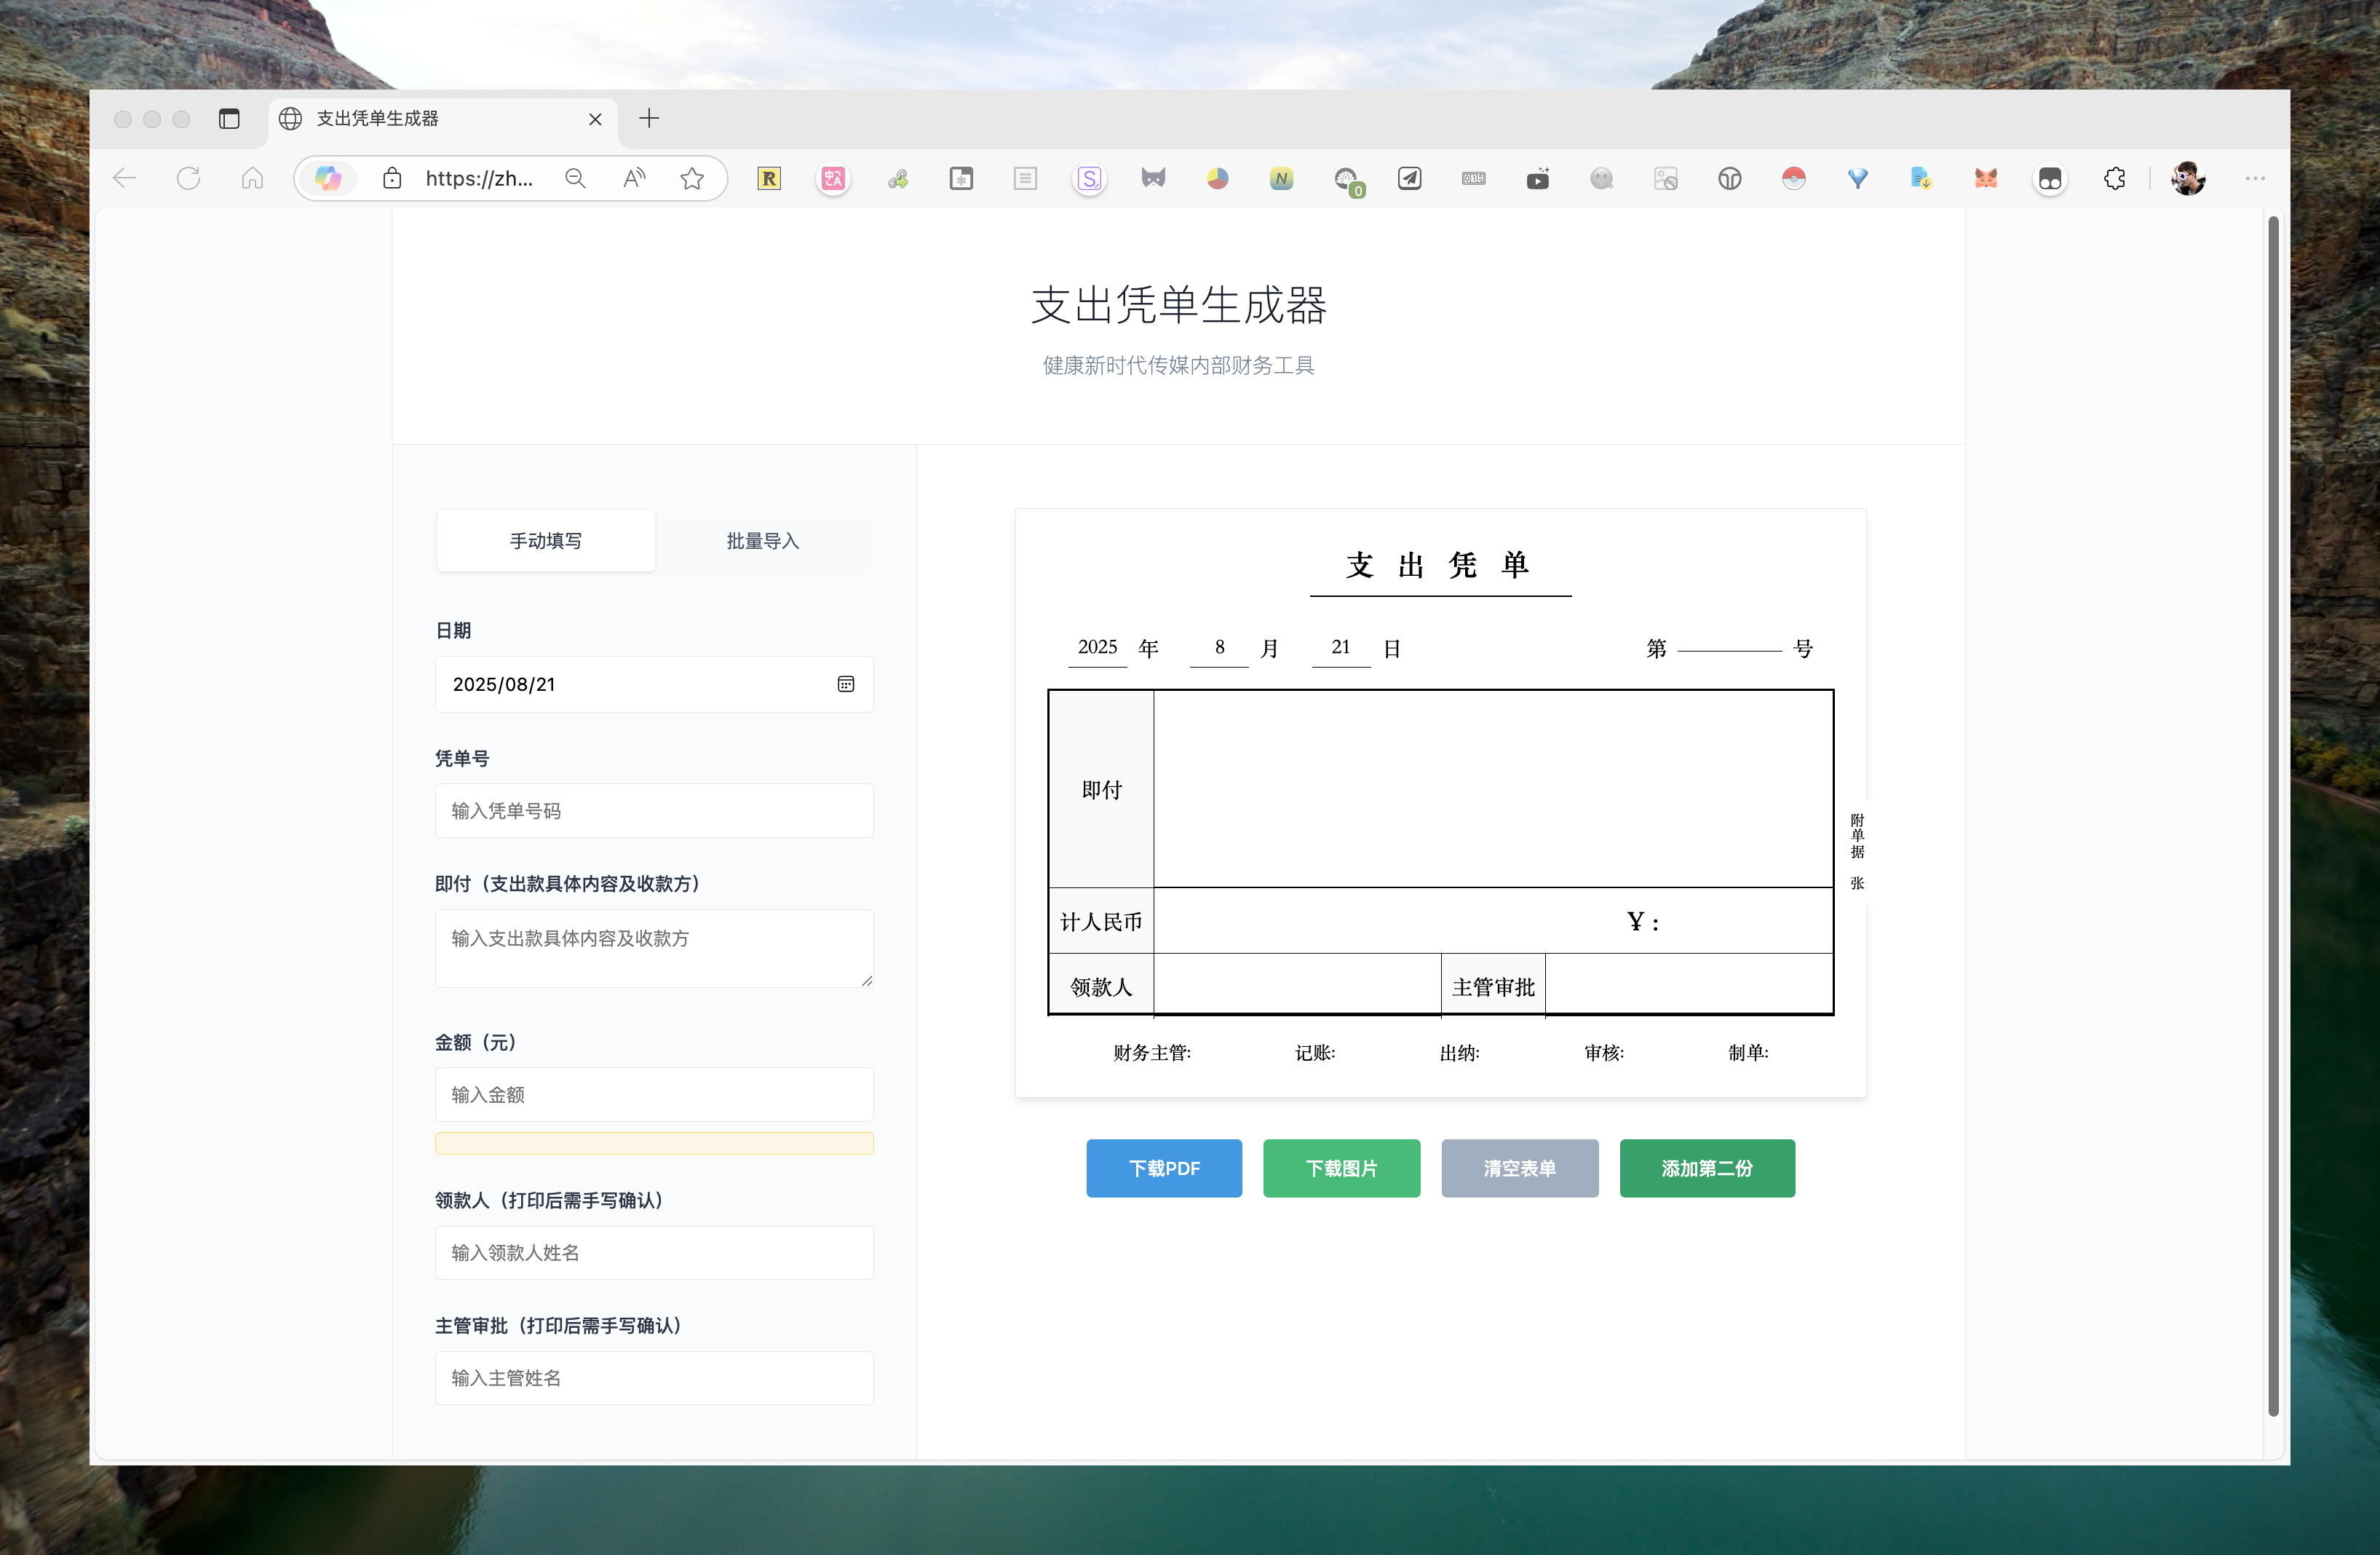 支出凭单生成器
https://zh...
0
支出凭单生成器
健康新时代传媒内部财务工具
手动填写
批量导入
日期
2025/08/21
凭单号
输入凭单号码
即付（支出款具体内容及收款方）
输入支出款具体内容及收款方
金额（元）
输入金额
领款人（打印后需手写确认）
输入领款人姓名
主管审批（打印后需手写确认）
输入主管姓名
支 出 凭 单
2025 年 8 月 21 日 第 号
即付
计人民币 ￥:
领款人 主管审批
附单据 张
财务主管: 记账: 出纳: 审核: 制单:
下载PDF 下载图片 清空表单 添加第二份